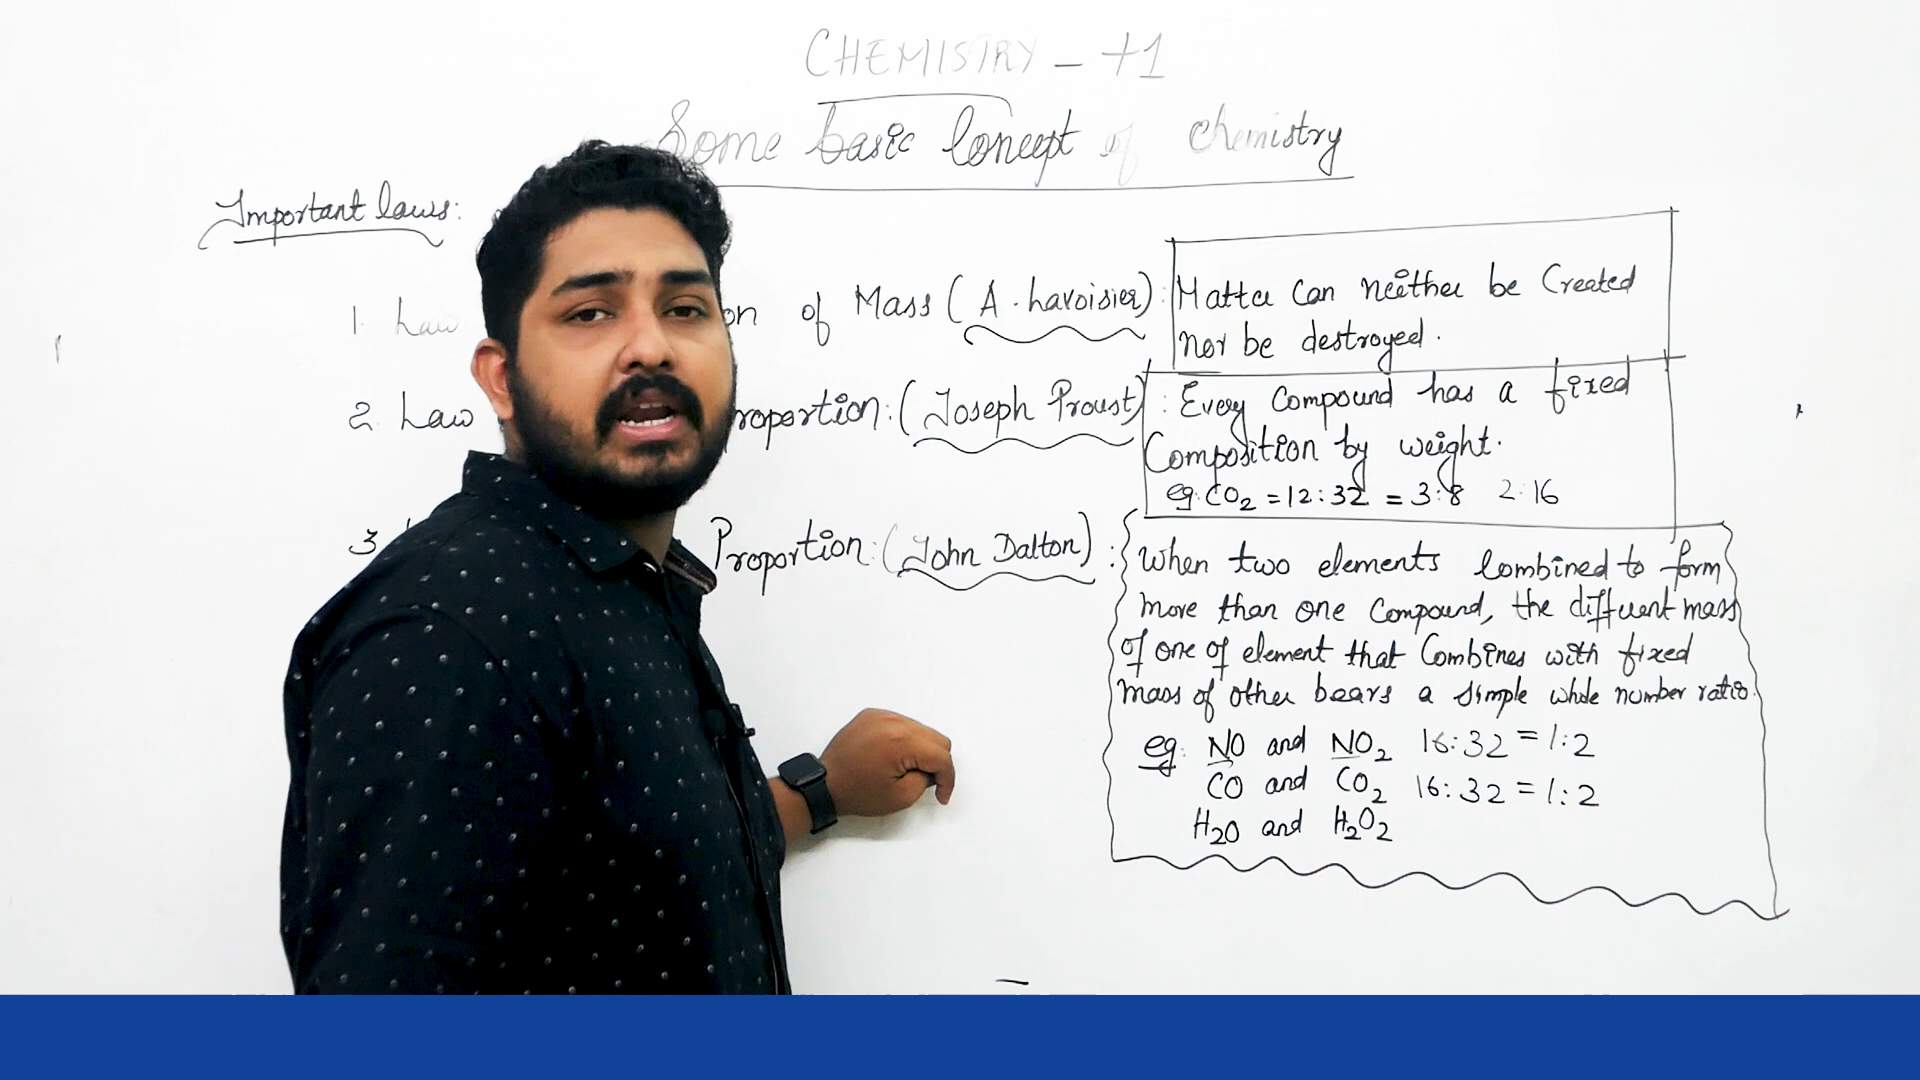 CHEMISTRY - +1
Some basic Concept of chemistry
Important laws:
1. Law on of Mass (A. Lavoisier): Matter Can neither be Created
nor be destroyed.
2. Law roportion: (Joseph Proust): Every Compound has a fixed
Composition by weight.
eg: CO2 = 12:32 = 3:8 2:16
3 Proportion: (John Dalton): When two elements Combined to form
more than one Compound, the different mass
of one of element that Combines with fixed
mass of other bears a simple whole number ratio.
eg: NO and NO2 16:32 = 1:2
CO and CO2 16:32 = 1:2
H2O and H2O2